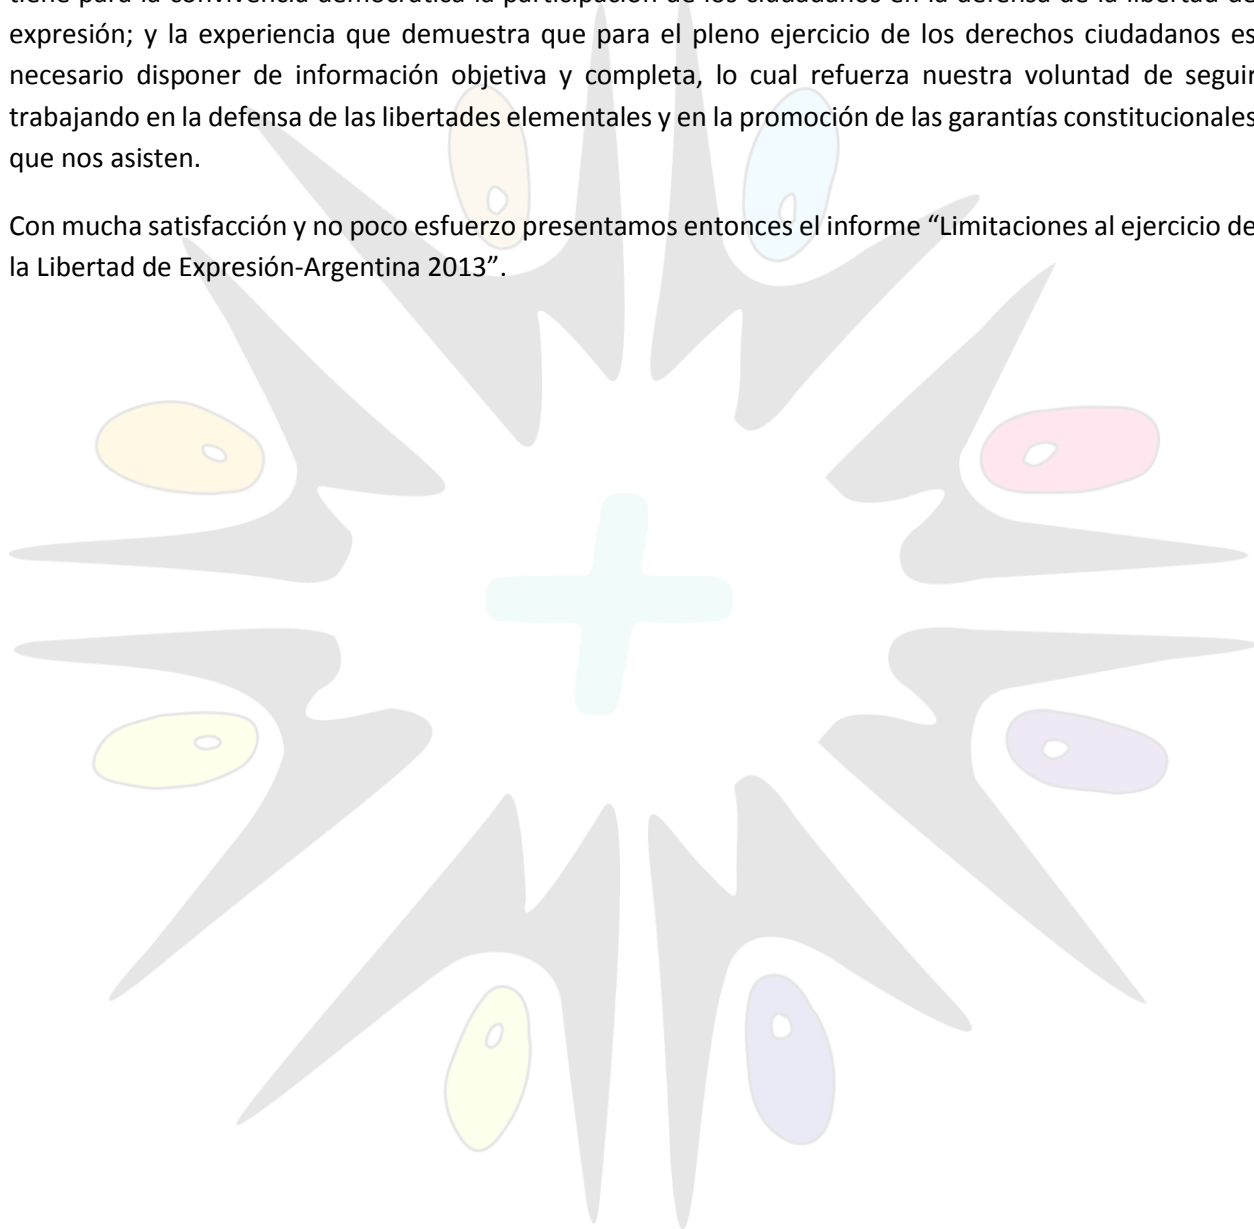 tiene para la convivencia democrática la participación de los ciudadanos en la defensa de la libertad de
expresión; y la experiencia que demuestra que para el pleno ejercicio de los derechos ciudadanos es
necesario disponer de información objetiva y completa, lo cual refuerza nuestra voluntad de seguir
trabajando en la defensa de las libertades elementales y en la promoción de las garantías constitucionales
que nos asisten.
Con mucha satisfacción y no poco esfuerzo presentamos entonces el informe “Limitaciones al ejercicio de
la Libertad de Expresión-Argentina 2013”.